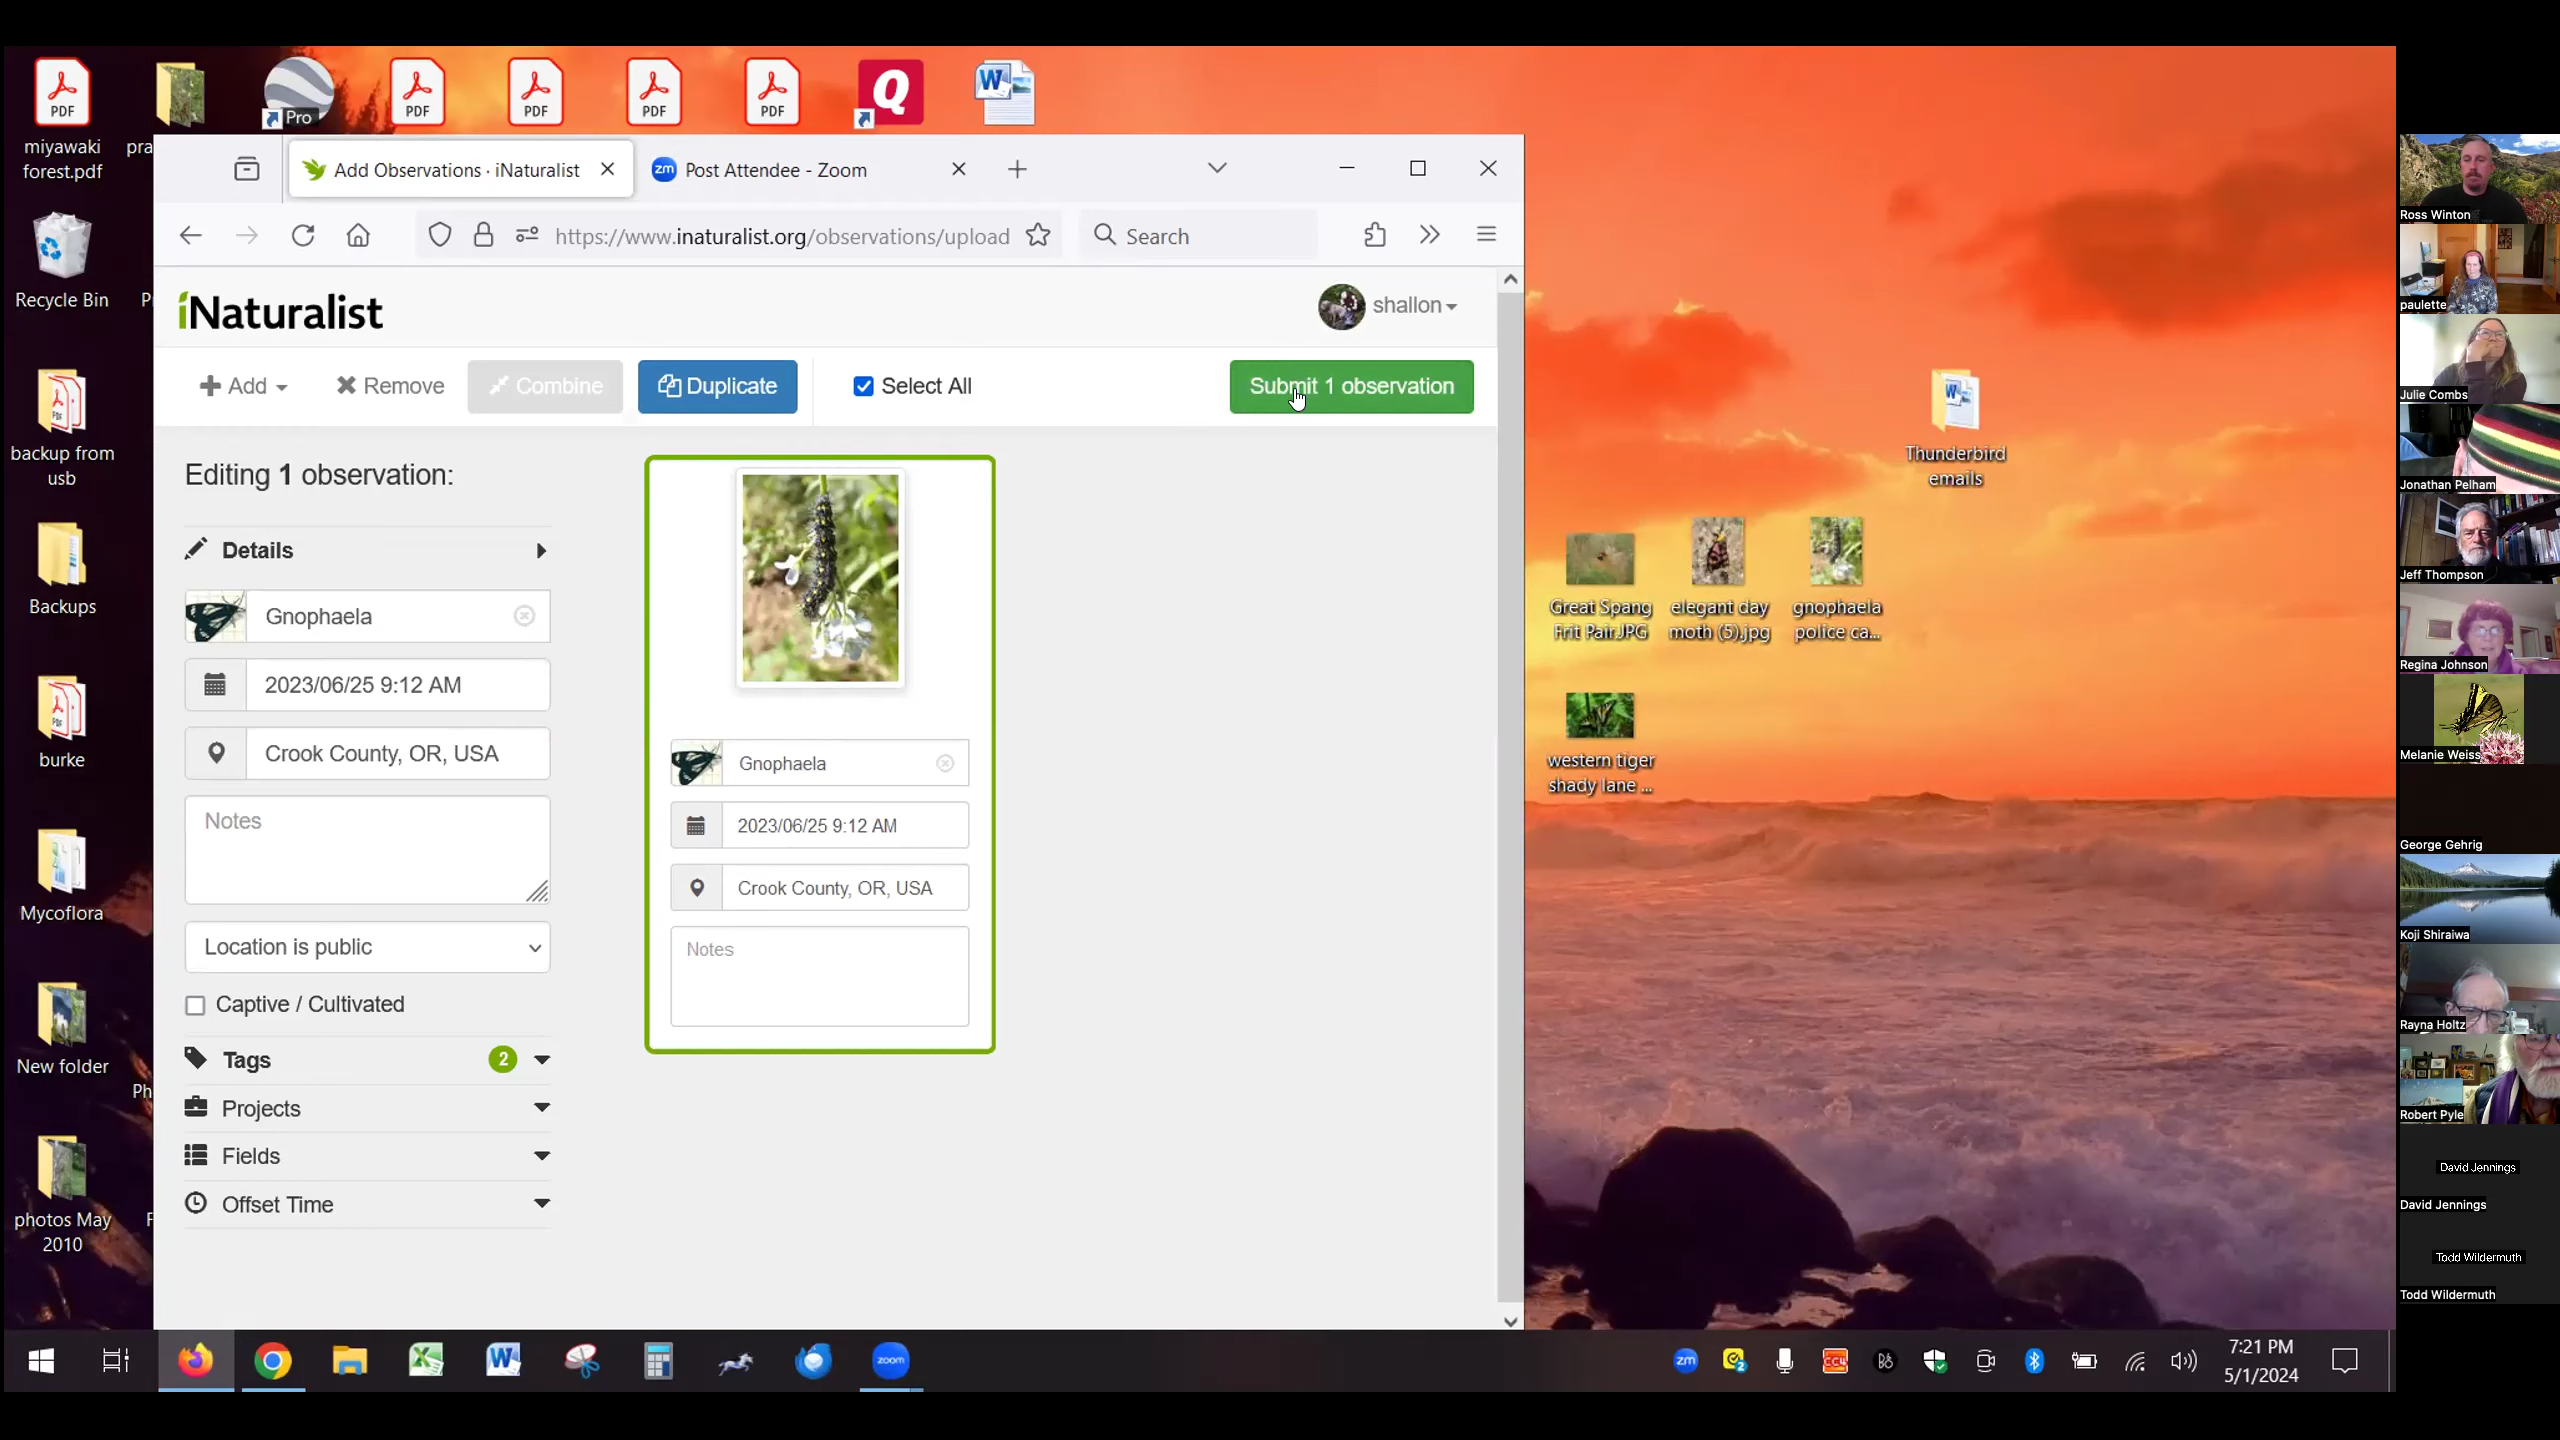 PDF
Pro
PDF
PDF
PDF
PDF
Q
W
miyawaki
forest.pdf
pra
Add Observations · iNaturalist
zm
Post Attendee - Zoom
https://www.inaturalist.org/observations/upload
Search
Recycle Bin
P
iNaturalist
shallon
Add
Remove
Combine
Duplicate
Select All
Submit 1 observation
backup from
usb
Editing 1 observation:
Details
Gnophaela
2023/06/25 9:12 AM
Crook County, OR, USA
Notes
Location is public
Captive / Cultivated
Tags
2
Projects
Fields
Offset Time
Gnophaela
2023/06/25 9:12 AM
Crook County, OR, USA
Notes
Backups
burke
Mycoflora
New folder
Ph
photos May
2010
F
Thunderbird
emails
Great Spang
Frit Pair.JPG
elegant day
moth (5).jpg
gnophaela
police ca...
western tiger
shady lane ...
Ross Winton
paulette
Julie Combs
Jonathan Pelham
Jeff Thompson
Regina Johnson
Melanie Weiss
George Gehrig
Koji Shiraiwa
Rayna Holtz
Robert Pyle
David Jennings
David Jennings
Todd Wildermuth
Todd Wildermuth
zoom
zm
7:21 PM
5/1/2024